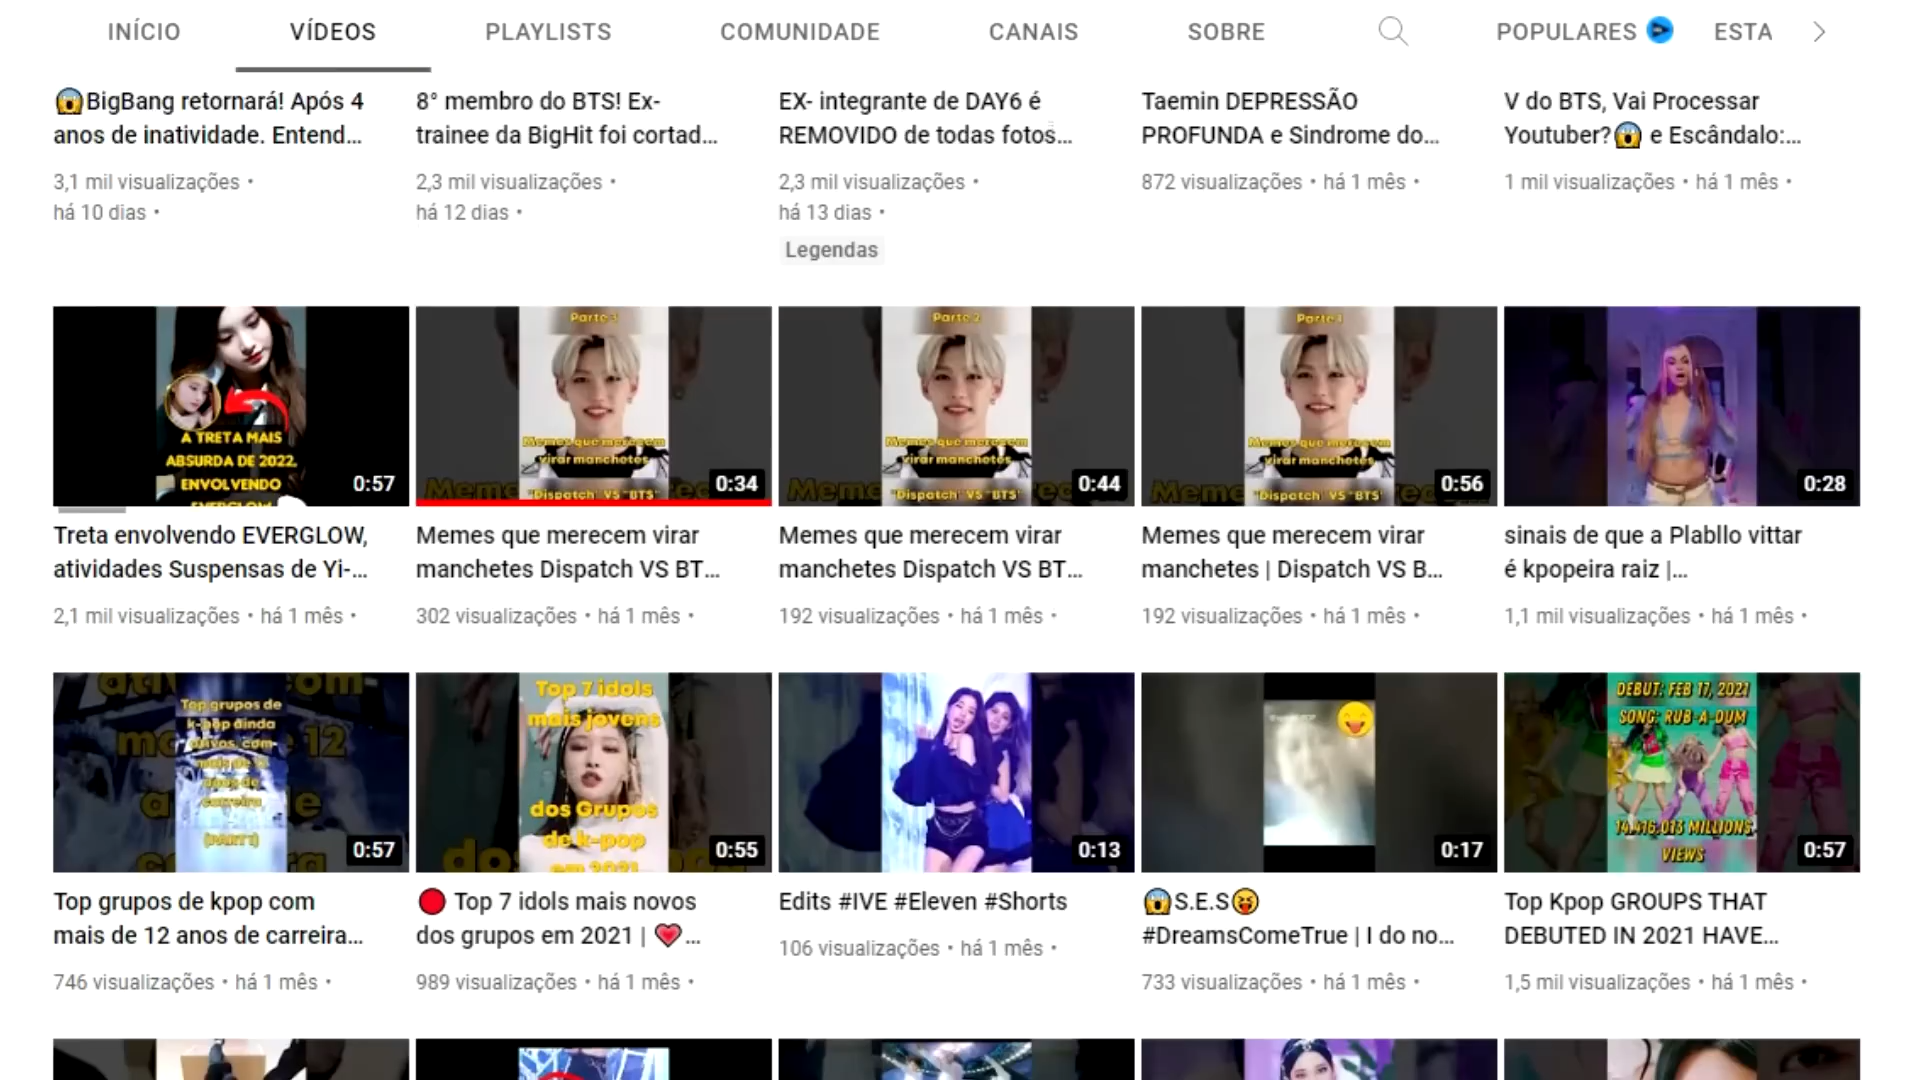 INÍCIO VÍDEOS PLAYLISTS COMUNIDADE CANAIS SOBRE POPULARES ESTA
😱BigBang retornará! Após 4
anos de inatividade. Entend...
3,1 mil visualizações •
há 10 dias •
8° membro do BTS! Ex-
trainee da BigHit foi cortad...
2,3 mil visualizações •
há 12 dias •
EX- integrante de DAY6 é
REMOVIDO de todas fotos...
2,3 mil visualizações •
há 13 dias •
Legendas
Taemin DEPRESSÃO
PROFUNDA e Sindrome do...
872 visualizações • há 1 mês •
V do BTS, Vai Processar
Youtuber?😱 e Escândalo:...
1 mil visualizações • há 1 mês •
A TRETA MAIS
ABSURDA DE 2022.
ENVOLVENDO
EVERGLOW
0:57
Treta envolvendo EVERGLOW,
atividades Suspensas de Yi-...
2,1 mil visualizações • há 1 mês •
Parte 3
Memes que merecem
virar manchetes
"Dispatch" VS "BTS"
0:34
Memes que merecem virar
manchetes Dispatch VS BT...
302 visualizações • há 1 mês •
Parte 2
Memes que merecem
virar manchetes
"Dispatch" VS "BTS"
0:44
Memes que merecem virar
manchetes Dispatch VS BT...
192 visualizações • há 1 mês •
Parte 1
Memes que merecem
virar manchetes
"Dispatch" VS "BTS"
0:56
Memes que merecem virar
manchetes | Dispatch VS B...
192 visualizações • há 1 mês •
0:28
sinais de que a Plabllo vittar
é kpopeira raiz |...
1,1 mil visualizações • há 1 mês •
Top grupos de
k-pop ainda
ativos, com
mais de 12
anos de
carreira
(PART1)
0:57
Top grupos de kpop com
mais de 12 anos de carreira...
746 visualizações • há 1 mês •
Top 7 idols
mais jovens
dos Grupos
de k-pop
em 2021
0:55
🔴 Top 7 idols mais novos
dos grupos em 2021 | 💗...
989 visualizações • há 1 mês •
0:13
Edits #IVE #Eleven #Shorts
106 visualizações • há 1 mês •
0:17
😱S.E.S😝
#DreamsComeTrue | I do no...
733 visualizações • há 1 mês •
DEBUT: FEB 17, 2021
SONG: RUB-A-DUM
14.416,013 MILLIONS
VIEWS
0:57
Top Kpop GROUPS THAT
DEBUTED IN 2021 HAVE...
1,5 mil visualizações • há 1 mês •